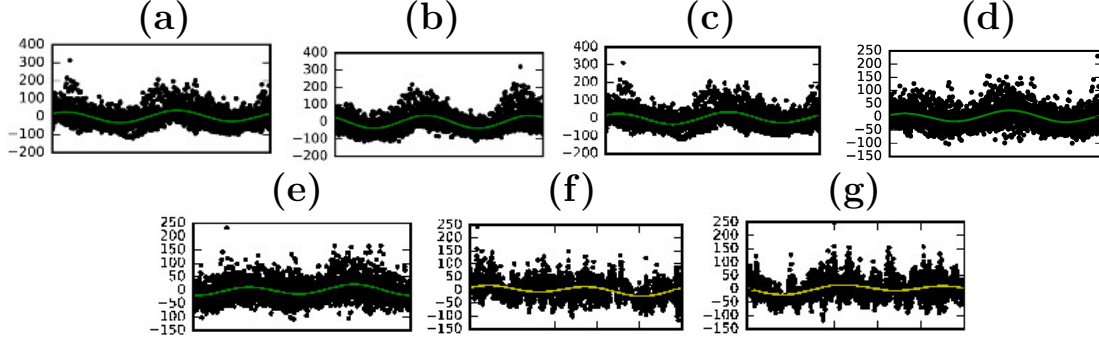 (a) (b) (c) (d)
400 400 400 250
300 300 300 200
200 200 200 150
100 100 100 100
0 0 0 50
−100 −100 −100 0
−200 −200 −200 −50
−100
−150
(e) (f) (g)
250 250 250
200 200 200
150 150 150
100 100 100
50 50 50
0 0 0
−50 −50 −50
−100 −100 −100
−150 −150 −150